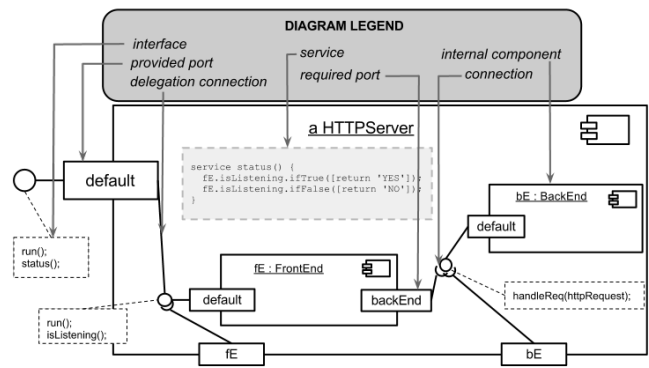 DIAGRAM LEGEND
interface
provided port
delegation connection
service
required port
internal component
connection
a HTTPServer
default
service status() {
fE.isListening.ifTrue([return 'YES']);
fE.isListening.ifFalse([return 'NO']);
}
bE : BackEnd
default
run();
status();
fE : FrontEnd
default
backEnd
handleReq(httpRequest);
run();
isListening();
fE
bE